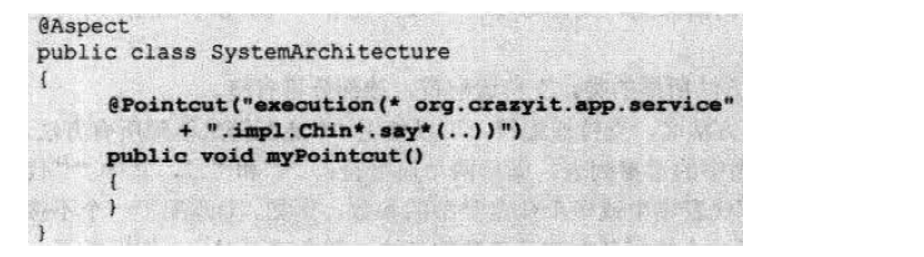 @Aspect
public class SystemArchitecture
{
@Pointcut("execution(* org.crazyit.app.service"
+ ".impl.Chin*.say*(..))")
public void myPointcut()
{
}
}